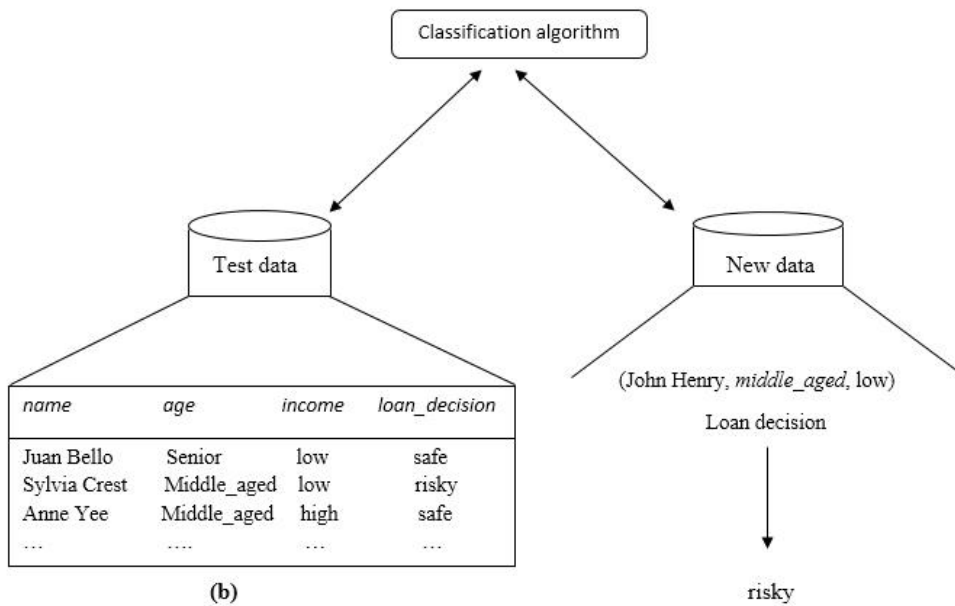 Classification algorithm
Test data
New data
name age income loan_decision
Juan Bello Senior low safe
Sylvia Crest Middle_aged low risky
Anne Yee Middle_aged high safe
… …. … …
(b)
(John Henry, middle_aged, low)
Loan decision
risky